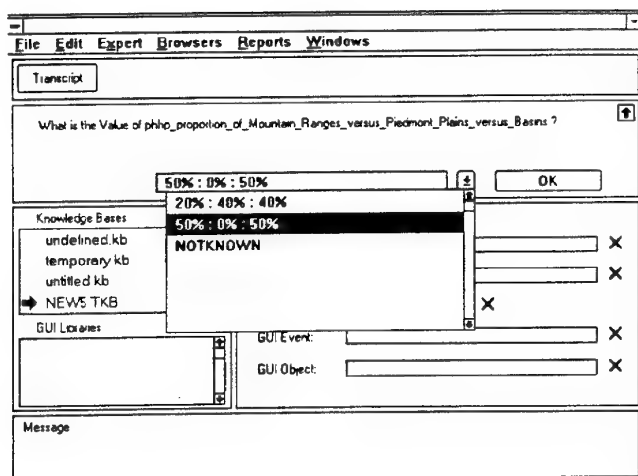 File Edit Expert Browsers Reports Windows
Transcript
What is the Value of phho_proportion_of_Mountain_Ranges_versus_Piedmont_Plains_versus_Basins ?
50% : 0% : 50%
OK
20% : 40% : 40%
50% : 0% : 50%
NOTKNOWN
Knowledge Bases
undefined.kb
temporary.kb
untitled.kb
NEW5.TKB
GUI Libraries
GUI Event:
GUI Object:
Message